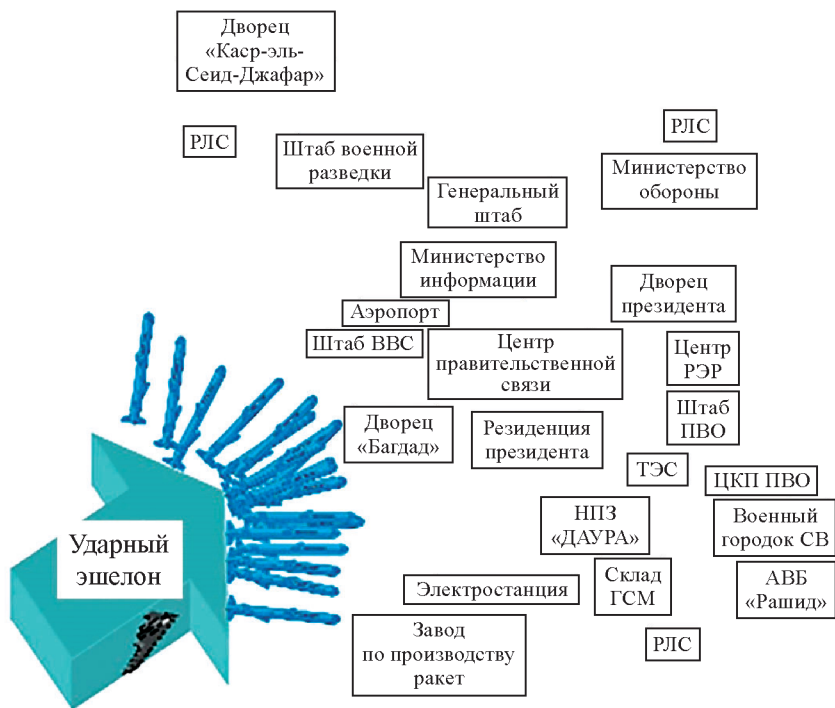 Дворец
«Каср-эль-
Сеид-Джафар»
РЛС
Штаб военной
разведки
РЛС
Министерство
обороны
Генеральный
штаб
Министерство
информации
Дворец
президента
Аэропорт
Штаб ВВС
Центр
правительственной
связи
Центр
РЭР
Штаб
ПВО
Дворец
«Багдад»
Резиденция
президента
ТЭС
ЦКП ПВО
НПЗ
«ДАУРА»
Военный
городок СВ
Ударный
эшелон
Электростанция
Склад
ГСМ
АВБ
«Рашид»
Завод
по производству
ракет
РЛС